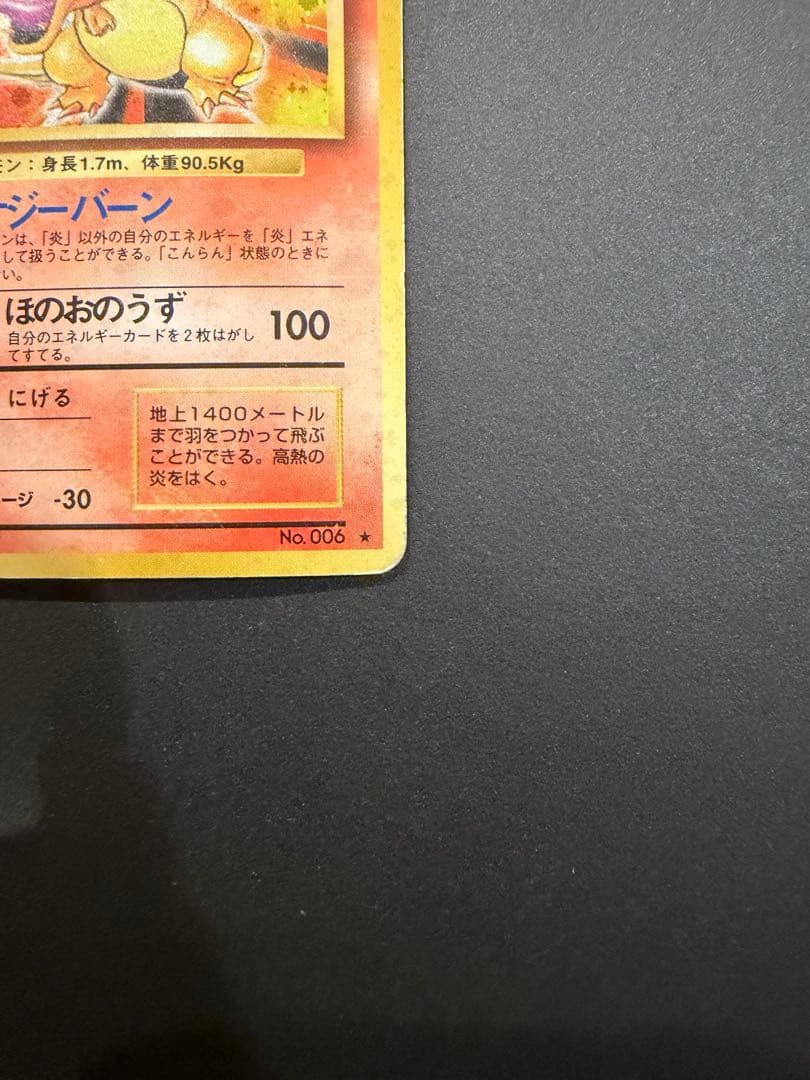 モン：身長1.7m、体重90.5Kg
ージーバーン
ンは、「炎」以外の自分のエネルギーを「炎」エネ
して扱うことができる。「こんらん」状態のときに
い。
ほのおのうず 100
自分のエネルギーカードを２枚はがし
てすてる。
にげる
地上1400メートル
まで羽をつかって飛ぶ
ことができる。高熱の
炎をはく。
ージ -30
No. 006 ★